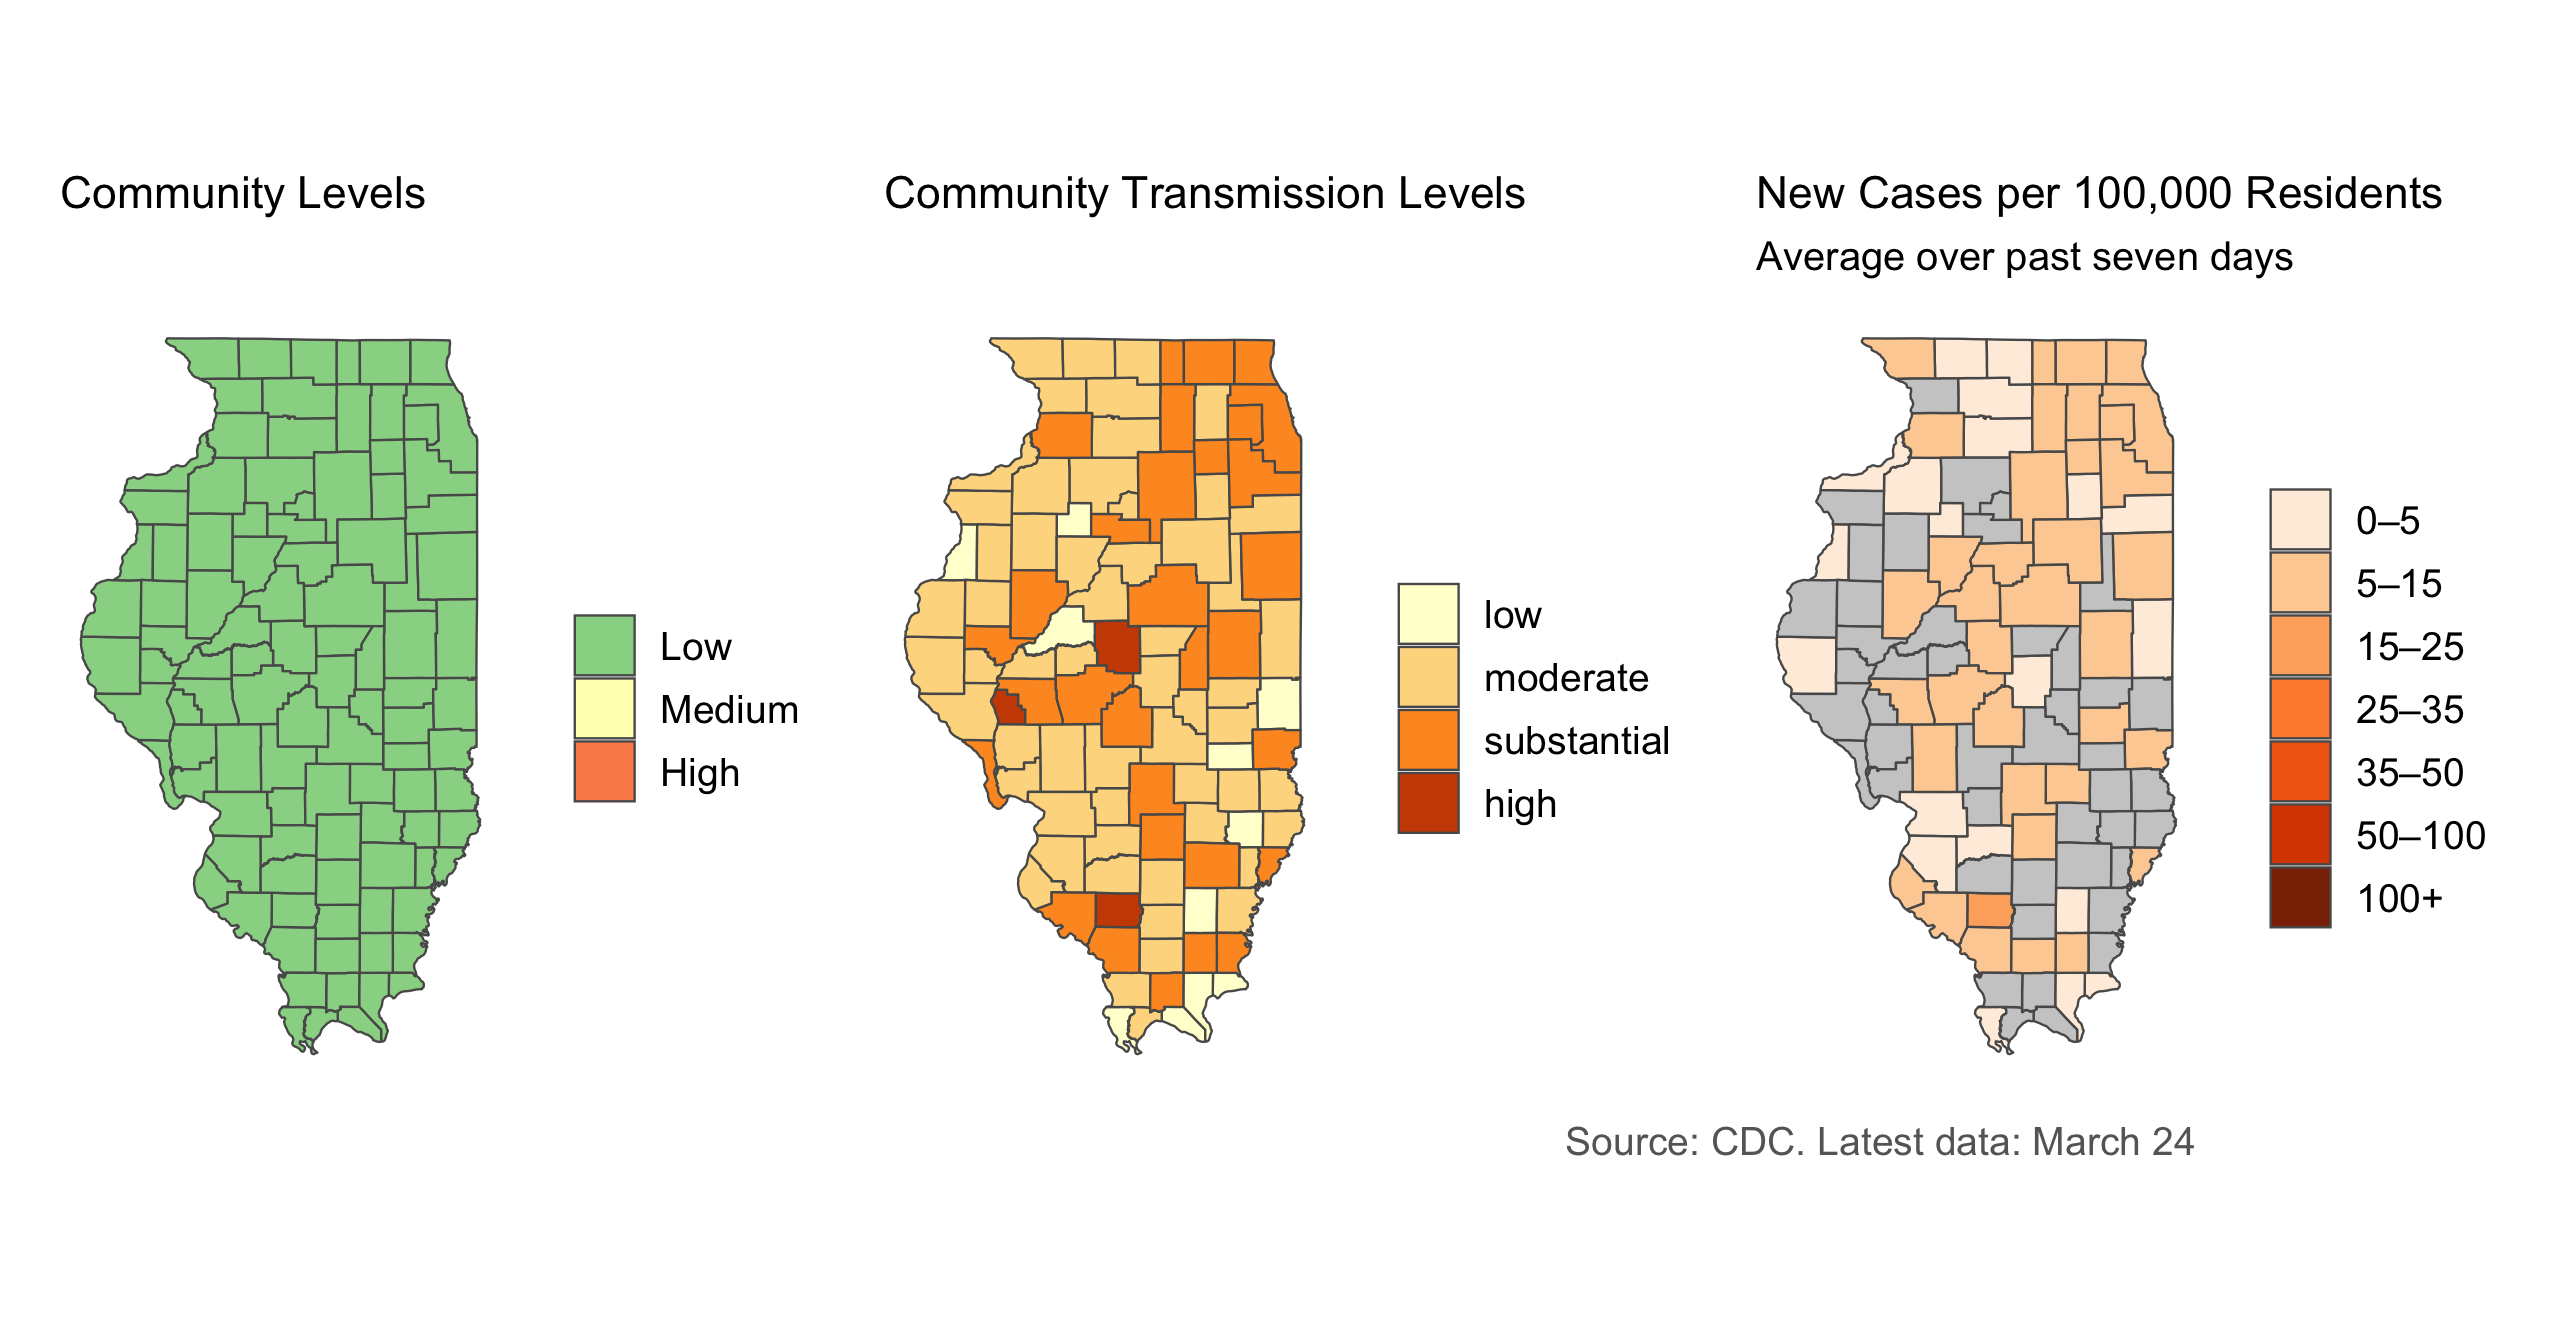 Community Levels
Low
Medium
High
Community Transmission Levels
low
moderate
substantial
high
New Cases per 100,000 Residents
Average over past seven days
0–5
5–15
15–25
25–35
35–50
50–100
100+
Source: CDC. Latest data: March 24